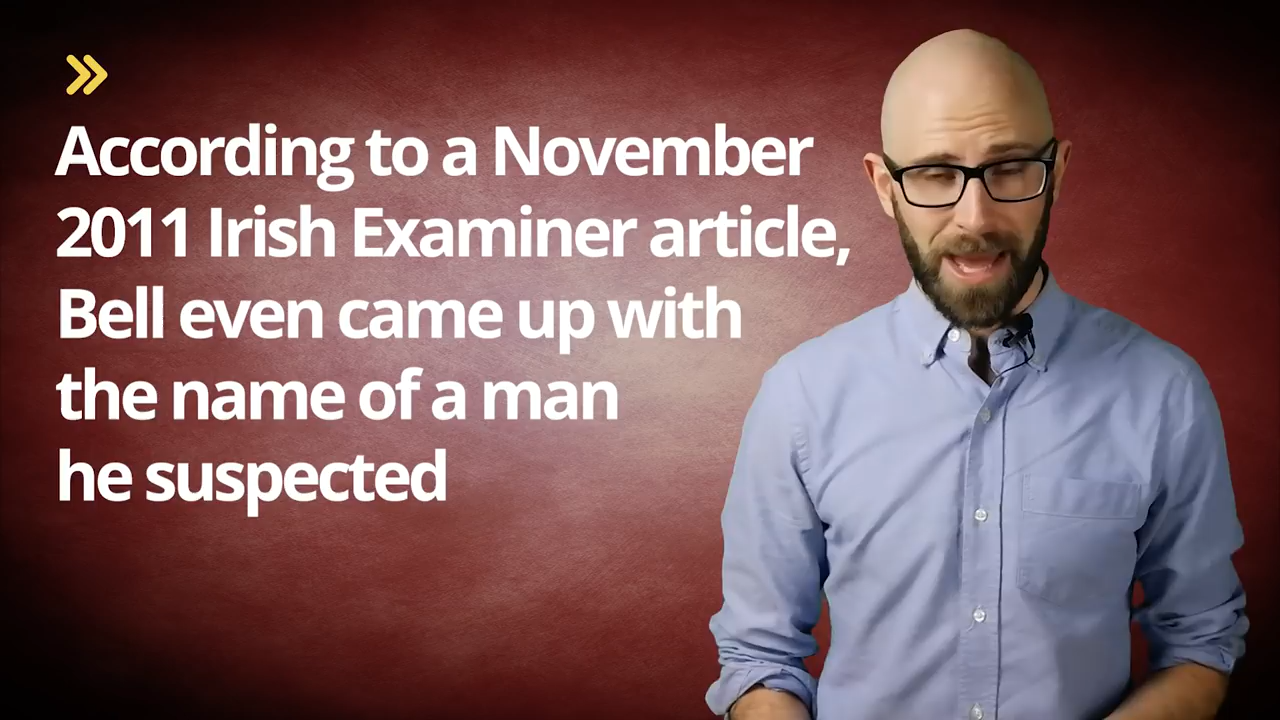 According to a November
2011 Irish Examiner article,
Bell even came up with
the name of a man
he suspected